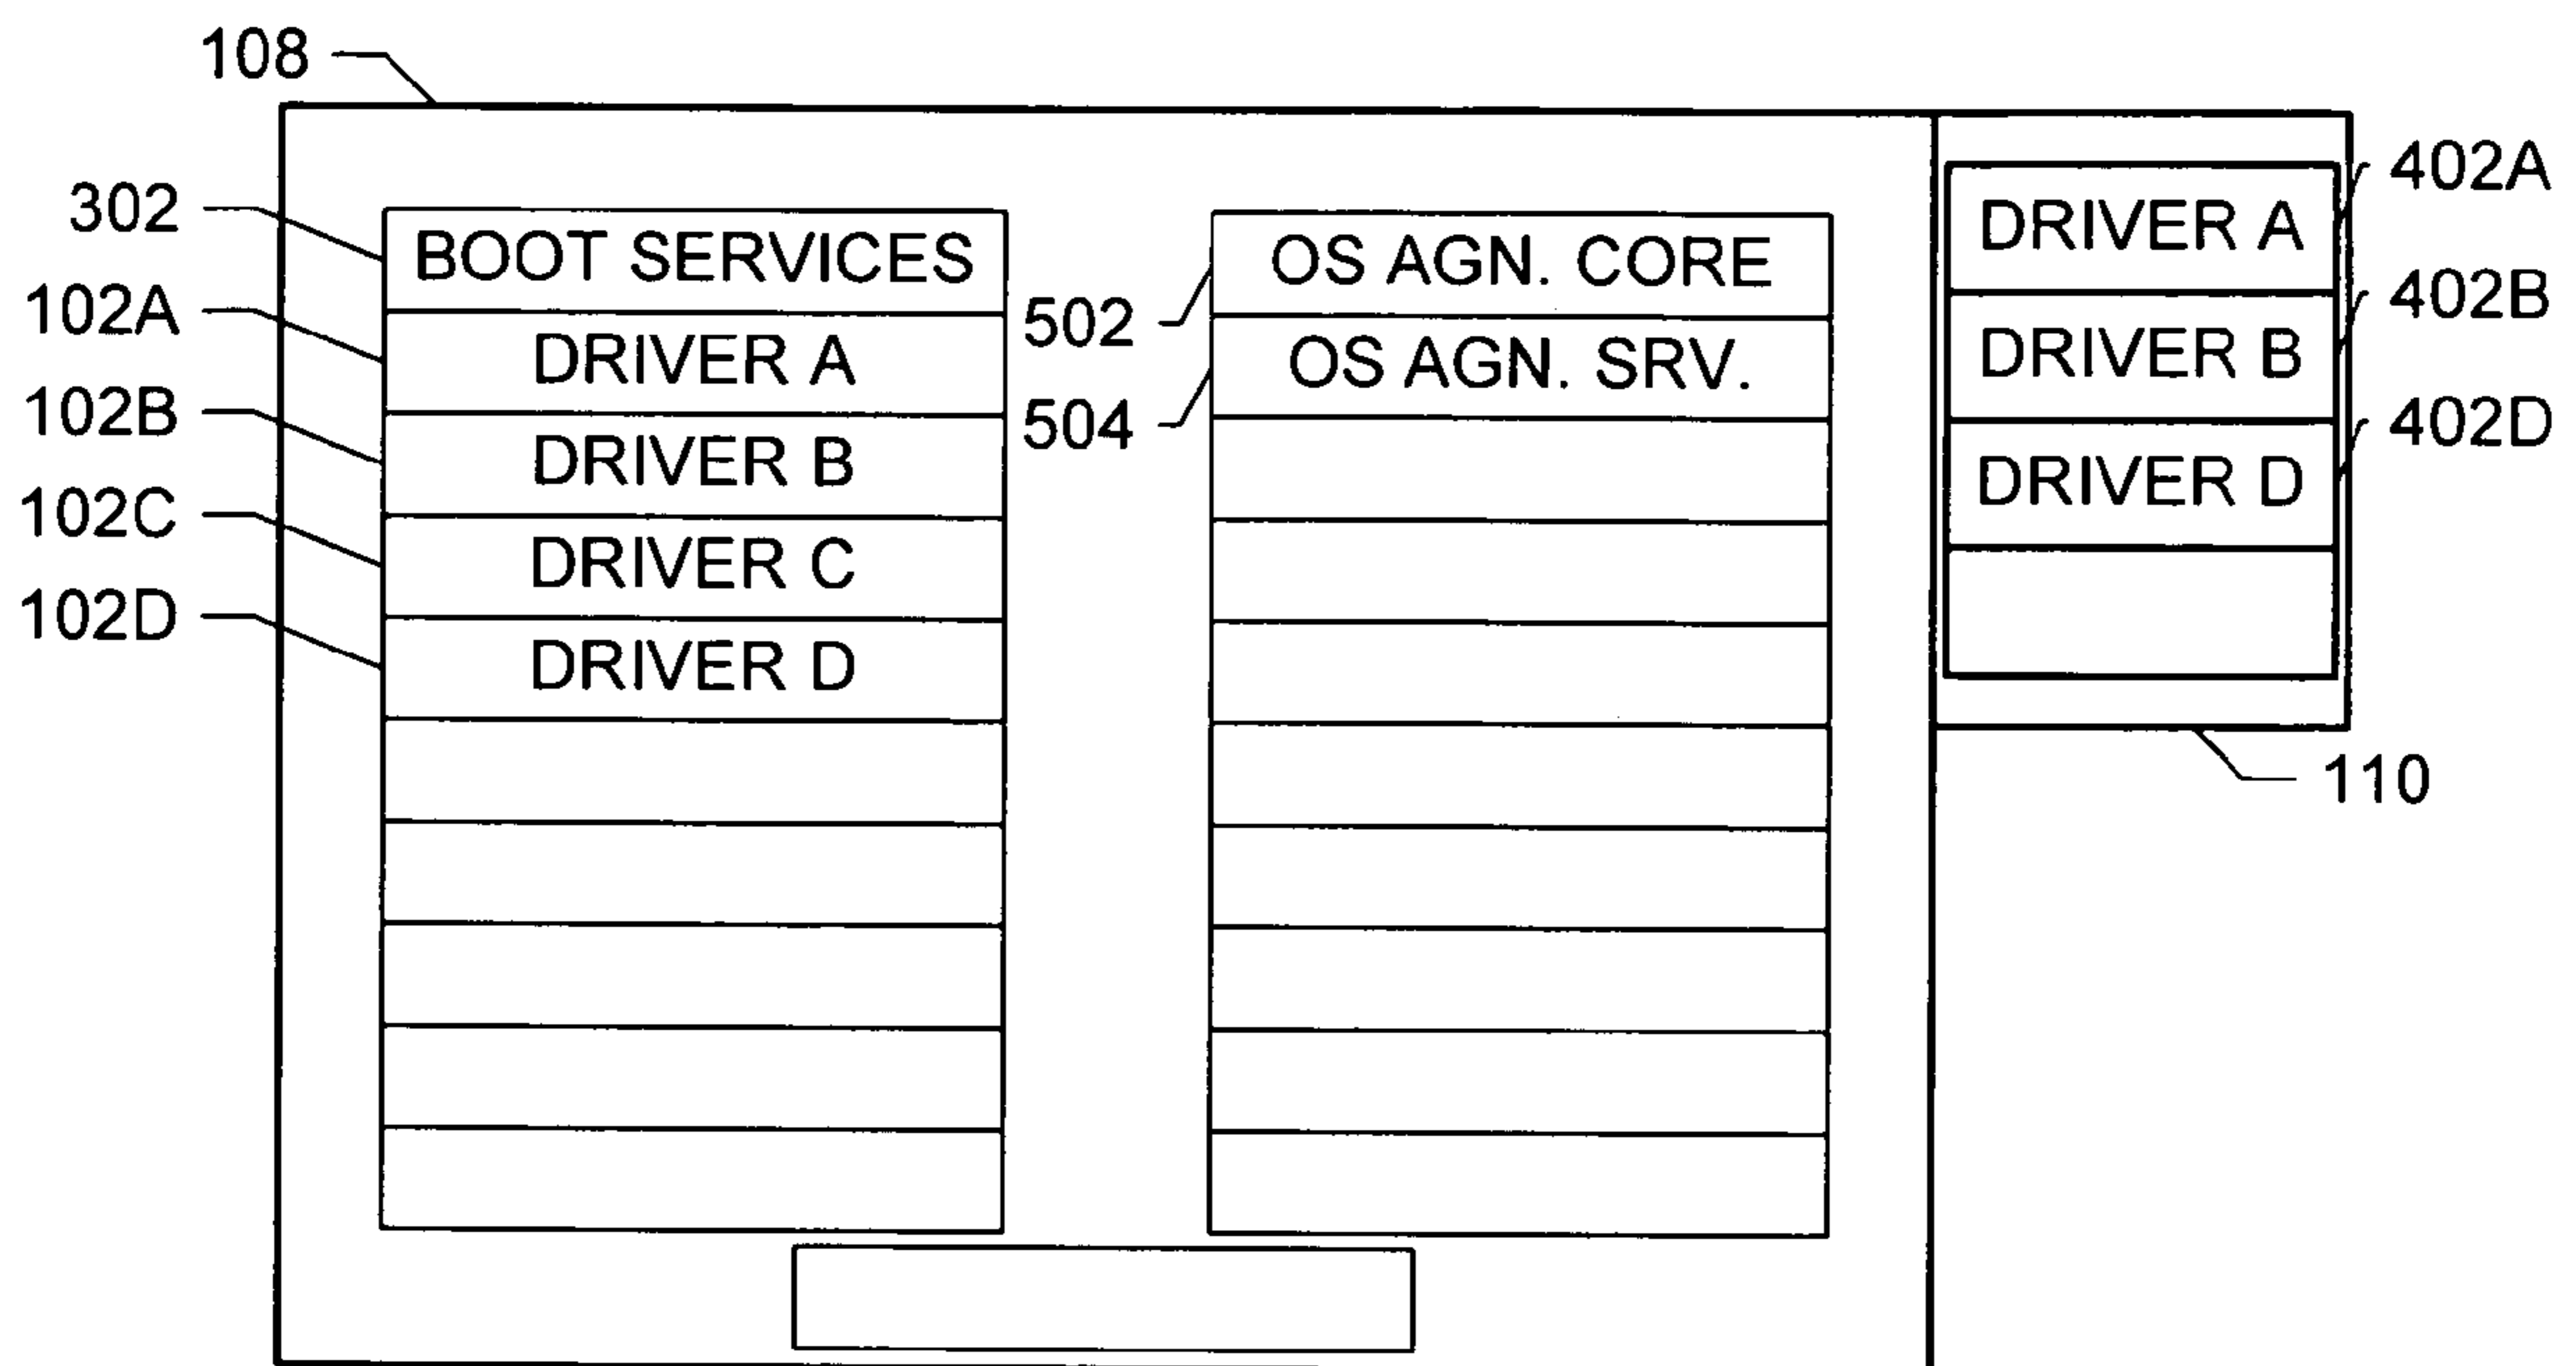 108
302
BOOT SERVICES
102A
DRIVER A
102B
DRIVER B
102C
DRIVER C
102D
DRIVER D
502
OS AGN. CORE
504
OS AGN. SRV.
402A
DRIVER A
402B
DRIVER B
402D
DRIVER D
110